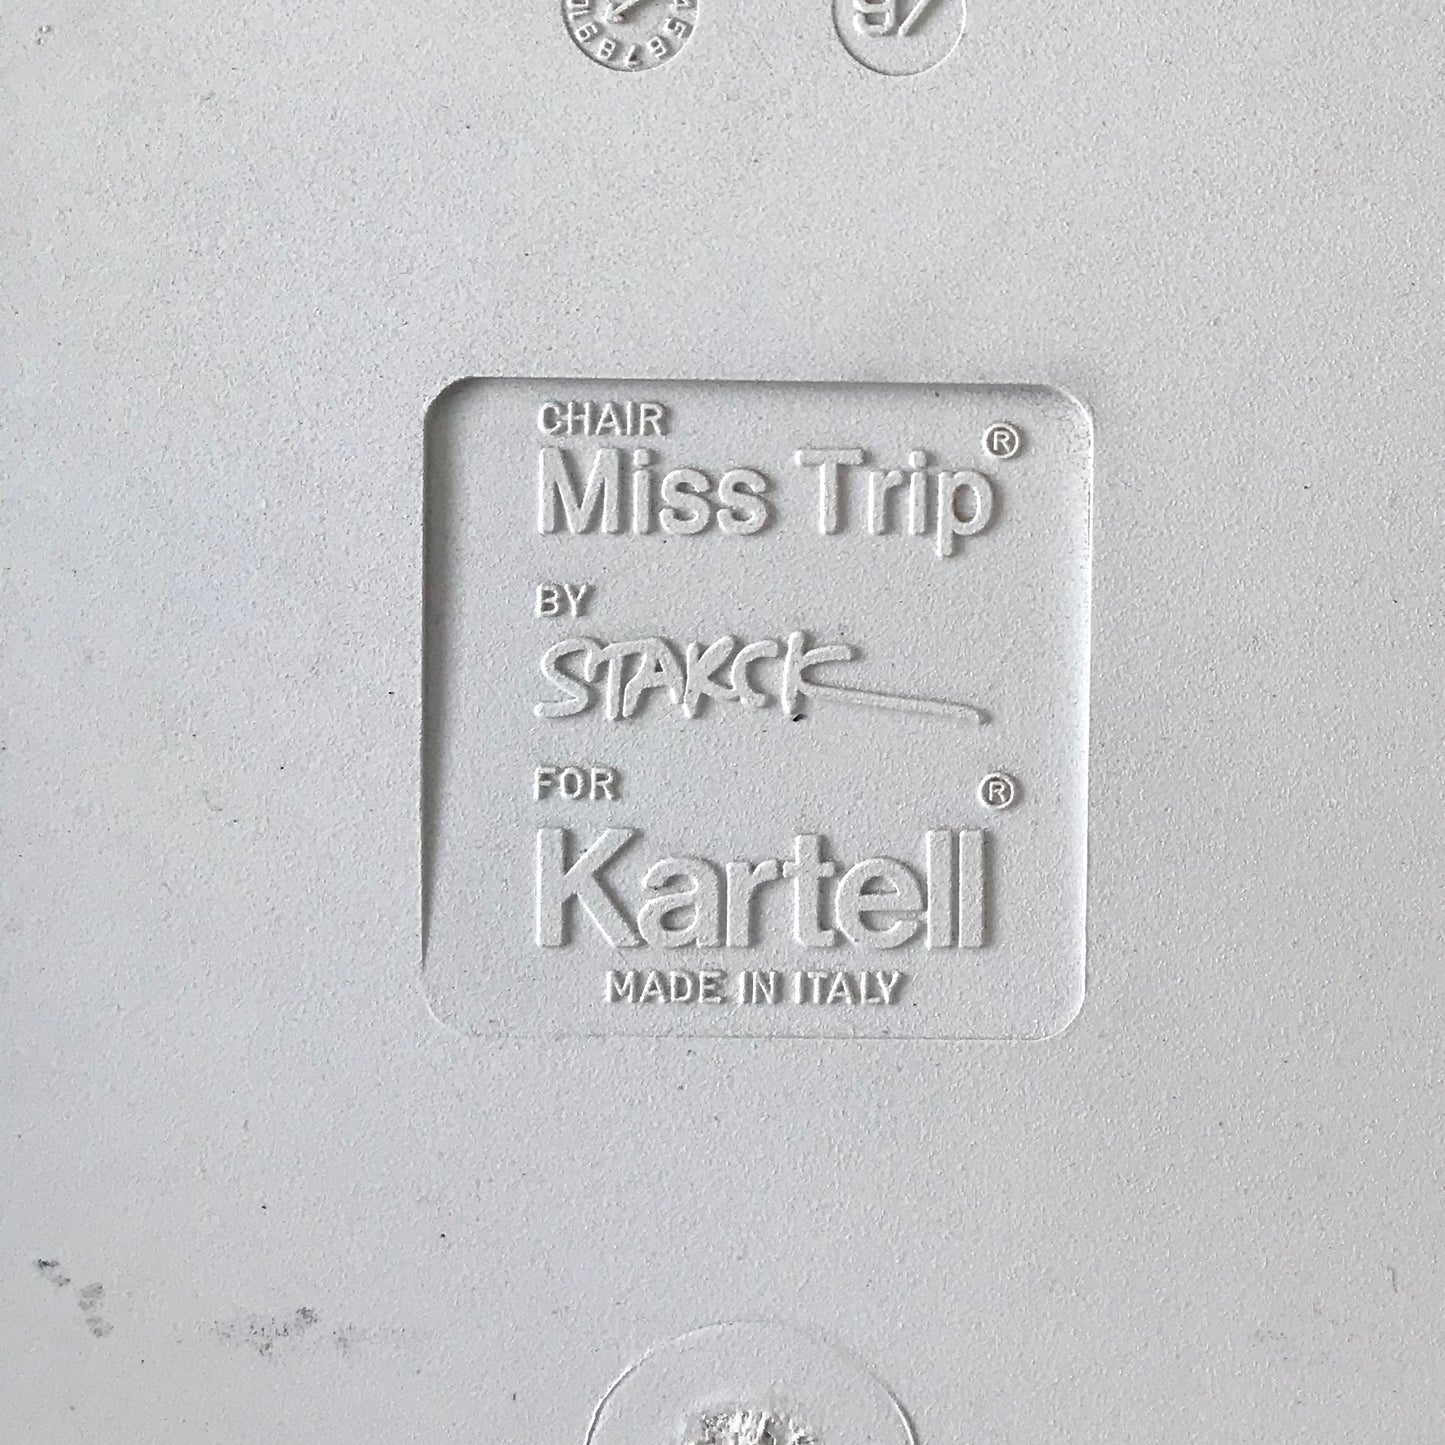 CHAIR
Miss Trip®
BY
STARCK
FOR
Kartell®
MADE IN ITALY